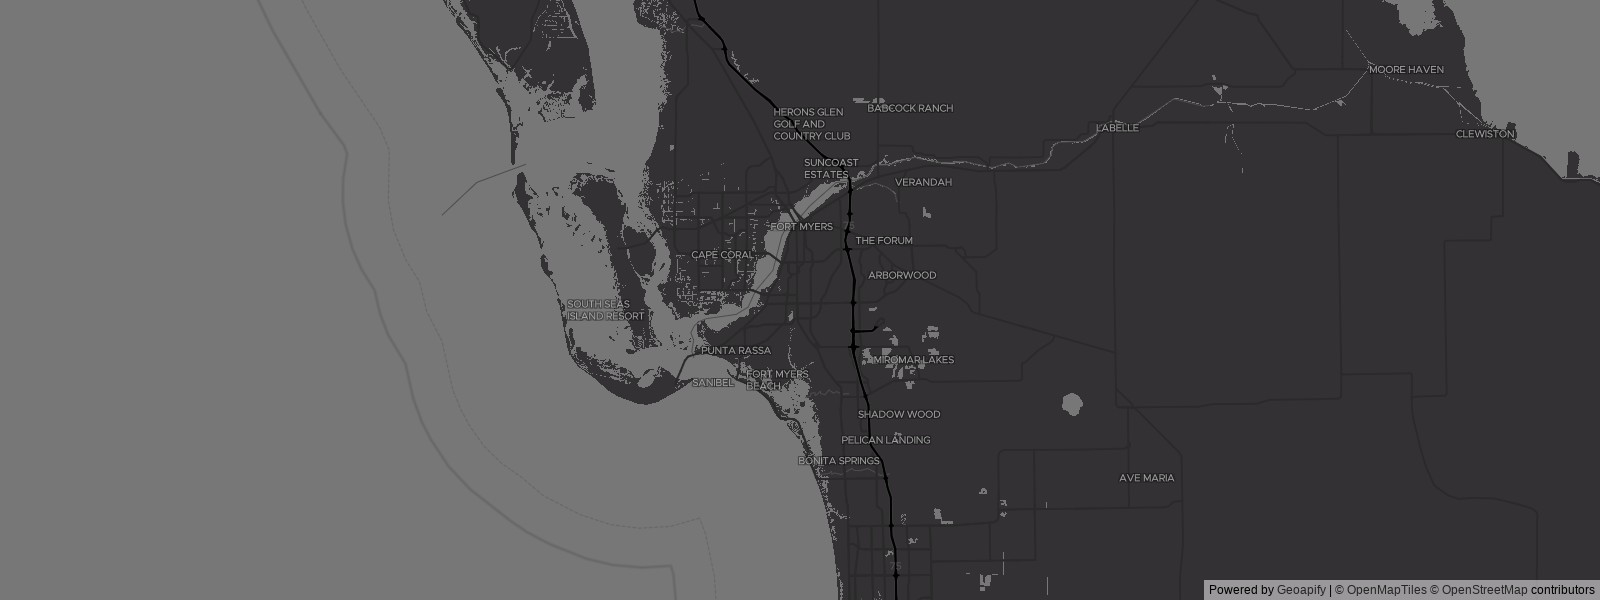 MOORE HAVEN
HERONS GLEN
GOLF AND
COUNTRY CLUB
BABCOCK RANCH
LABELLE
CLEWISTON
SUNCOAST
ESTATES
VERANDAH
FORT MYERS
75
THE FORUM
CAPE CORAL
ARBORWOOD
SOUTH SEAS
ISLAND RESORT
PUNTA RASSA
MIROMAR LAKES
FORT MYERS
BEACH
SANIBEL
SHADOW WOOD
PELICAN LANDING
BONITA SPRINGS
AVE MARIA
75
Powered by Geoapify | © OpenMapTiles © OpenStreetMap contributors